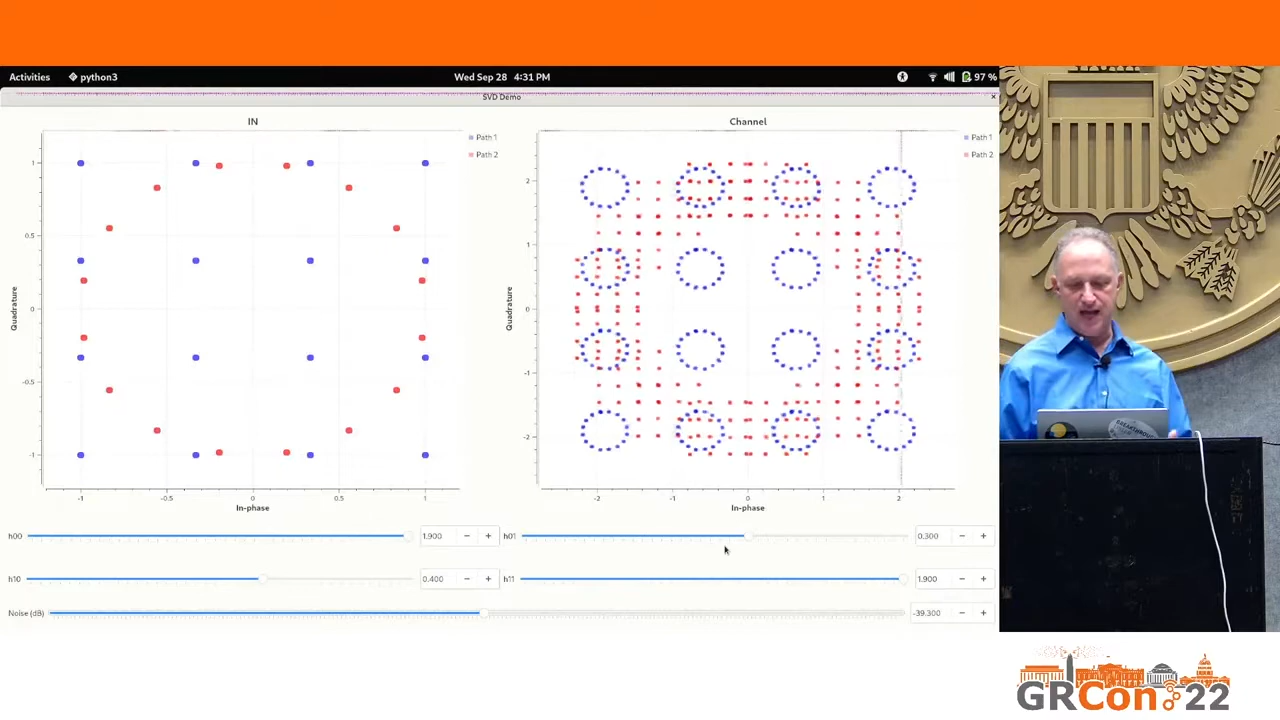 Activities python3 Wed Sep 28 4:31 PM 97 %
SVD Demo ×
IN
Path 1
Path 2
1
0.5
0
-0.5
-1
Quadrature
-1 -0.5 0 0.5 1
In-phase
Channel
Path 1
Path 2
2
1
0
-1
-2
Quadrature
-2 -1 0 1 2
In-phase
h00 1.900 − + h01 0.300 − +
h10 0.400 − + h11 1.900 − +
Noise (dB) -39.300 − +
BREAKTHROUGH
GRCon 22